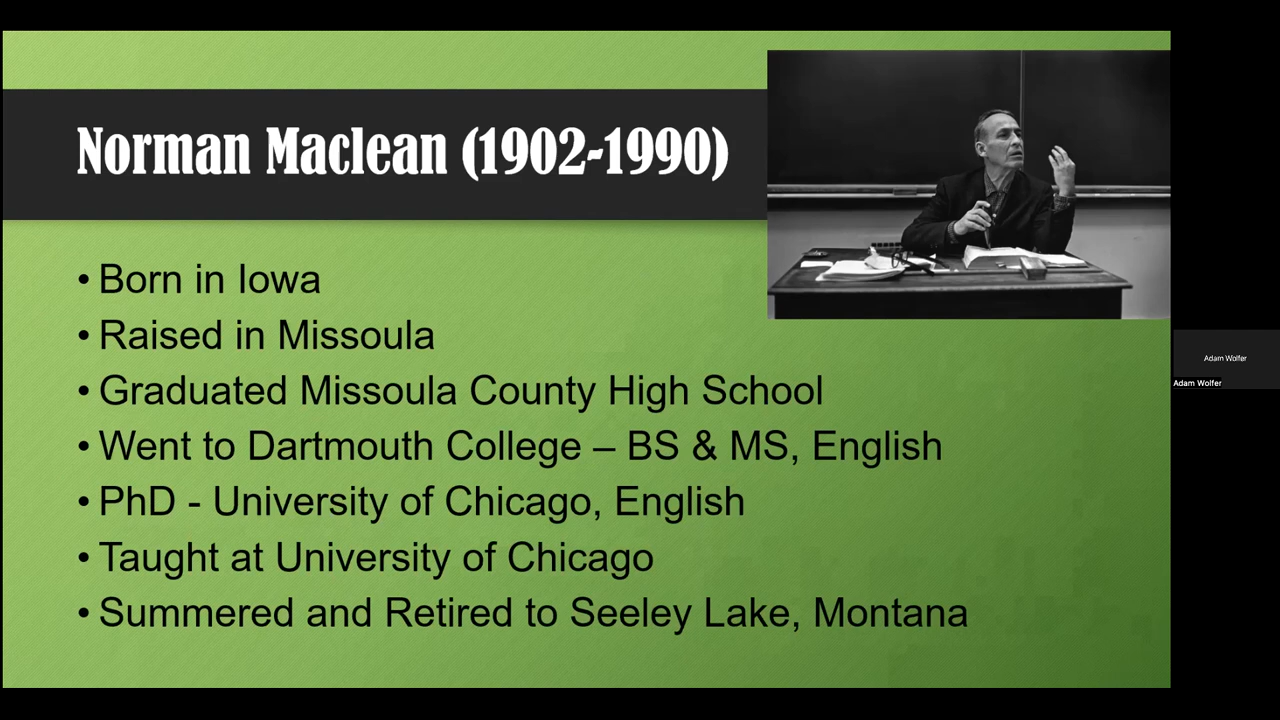 Norman Maclean (1902-1990)
• Born in Iowa
• Raised in Missoula
• Graduated Missoula County High School
• Went to Dartmouth College – BS & MS, English
• PhD - University of Chicago, English
• Taught at University of Chicago
• Summered and Retired to Seeley Lake, Montana
Adam Wolfer
Adam Wolfer